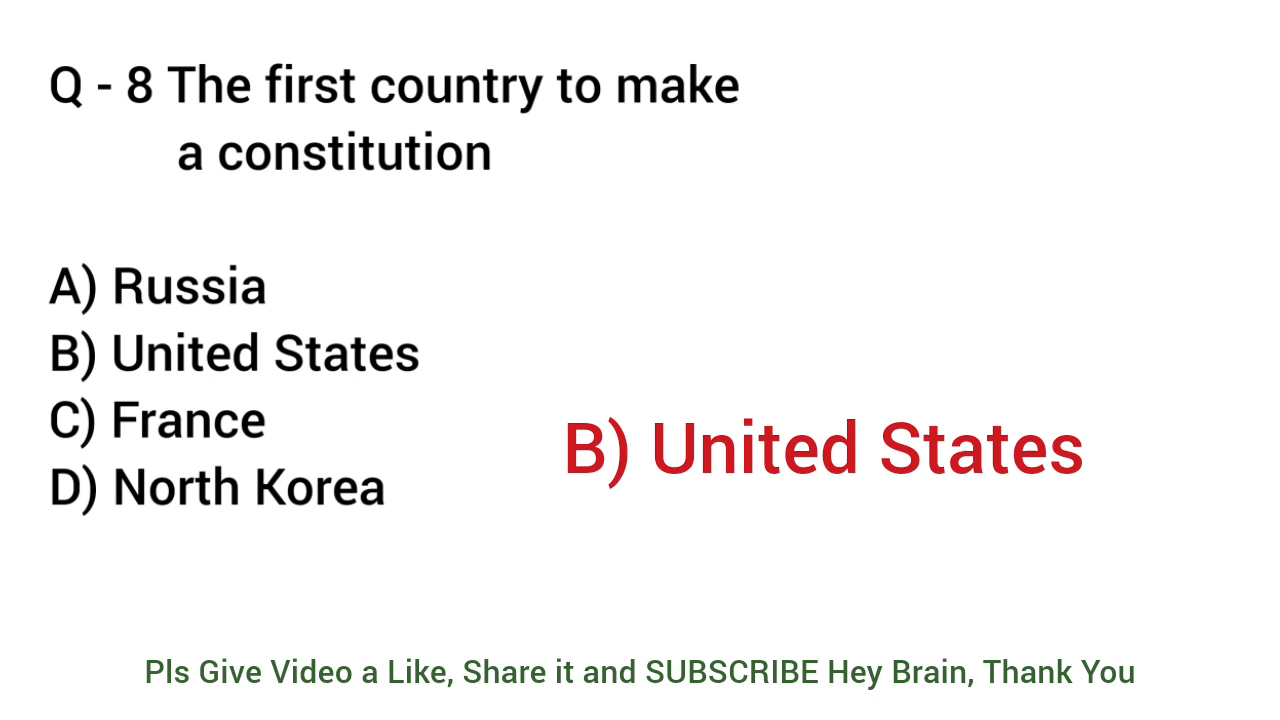 Q - 8 The first country to make
a constitution
A) Russia
B) United States
C) France
D) North Korea
B) United States
Pls Give Video a Like, Share it and SUBSCRIBE Hey Brain, Thank You